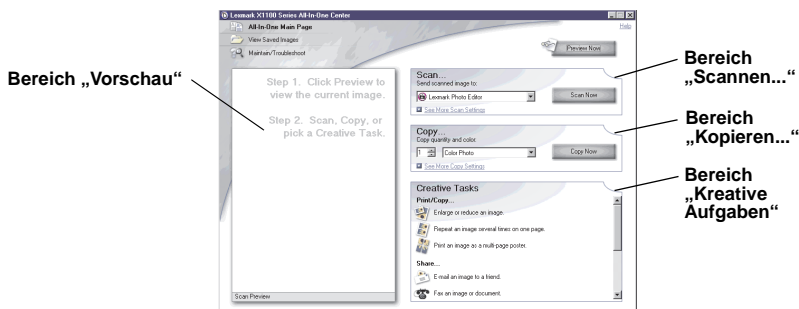 Lexmark X1100 Series All-In-One Center
All-In-One Main Page
Help
View Saved Images
Maintain/Troubleshoot
Preview Now
Bereich „Vorschau“
Step 1. Click Preview to
view the current image.
Step 2. Scan, Copy, or
pick a Creative Task.
Scan Preview
Scan...
Send scanned image to:
Lexmark Photo Editor
Scan Now
See More Scan Settings
Bereich
„Scannen...“
Copy...
Copy quantity and color:
1
Color Photo
Copy Now
See More Copy Settings
Bereich
„Kopieren...“
Creative Tasks
Print/Copy...
Enlarge or reduce an image.
Repeat an image several times on one page.
Print an image as a multi-page poster.
Share...
E-mail an image to a friend.
Fax an image or document.
Bereich
„Kreative
Aufgaben“